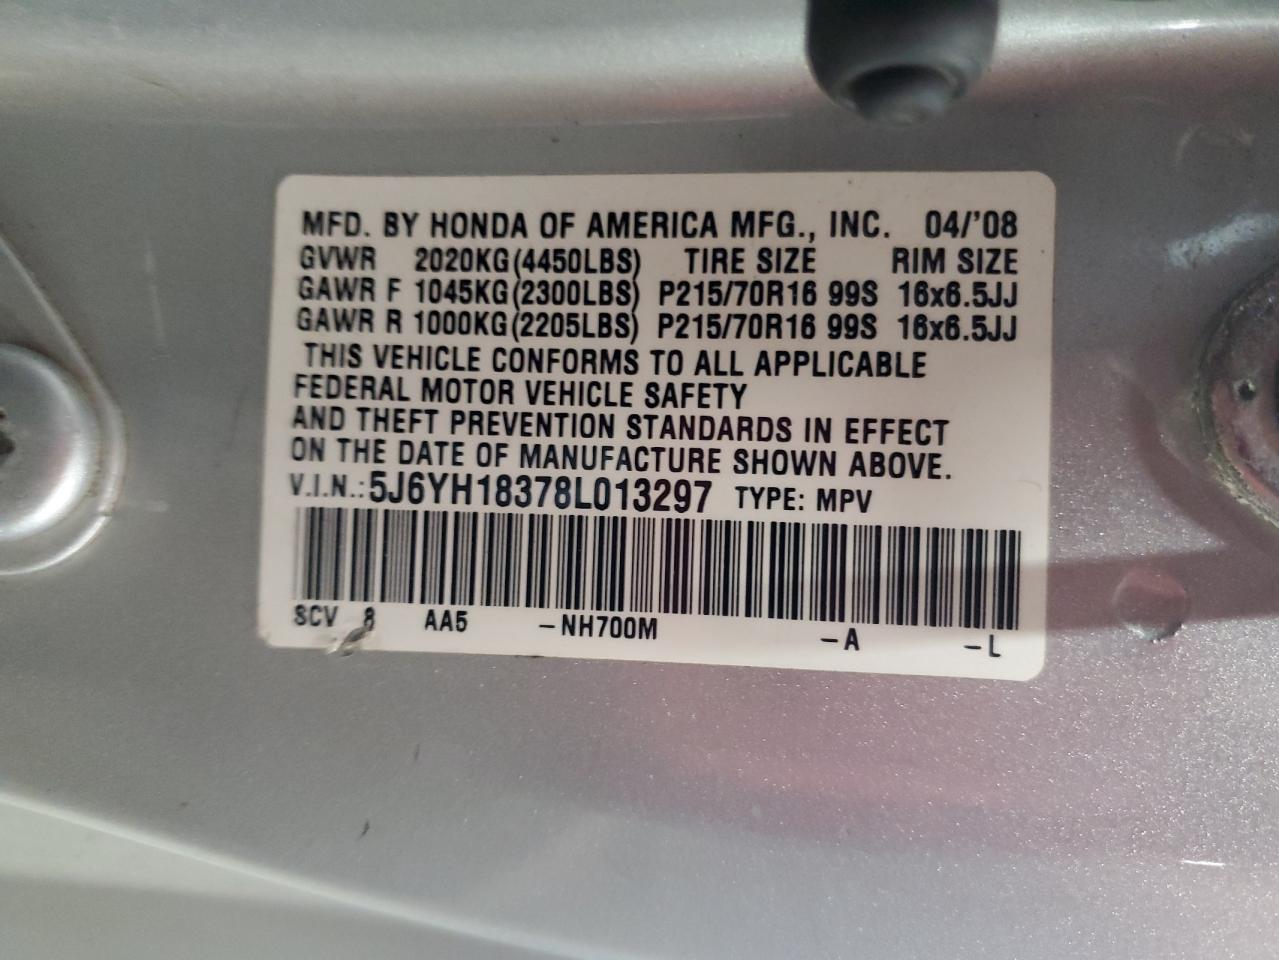 MFD. BY HONDA OF AMERICA MFG., INC. 04/'08
GVWR 2020KG(4450LBS) TIRE SIZE RIM SIZE
GAWR F 1045KG(2300LBS) P215/70R16 99S 16x6.5JJ
GAWR R 1000KG(2205LBS) P215/70R16 99S 16x6.5JJ
THIS VEHICLE CONFORMS TO ALL APPLICABLE
FEDERAL MOTOR VEHICLE SAFETY
AND THEFT PREVENTION STANDARDS IN EFFECT
ON THE DATE OF MANUFACTURE SHOWN ABOVE.
V.I.N.: 5J6YH18378L013297 TYPE: MPV
SCV 8 AA5 -NH700M -A -L